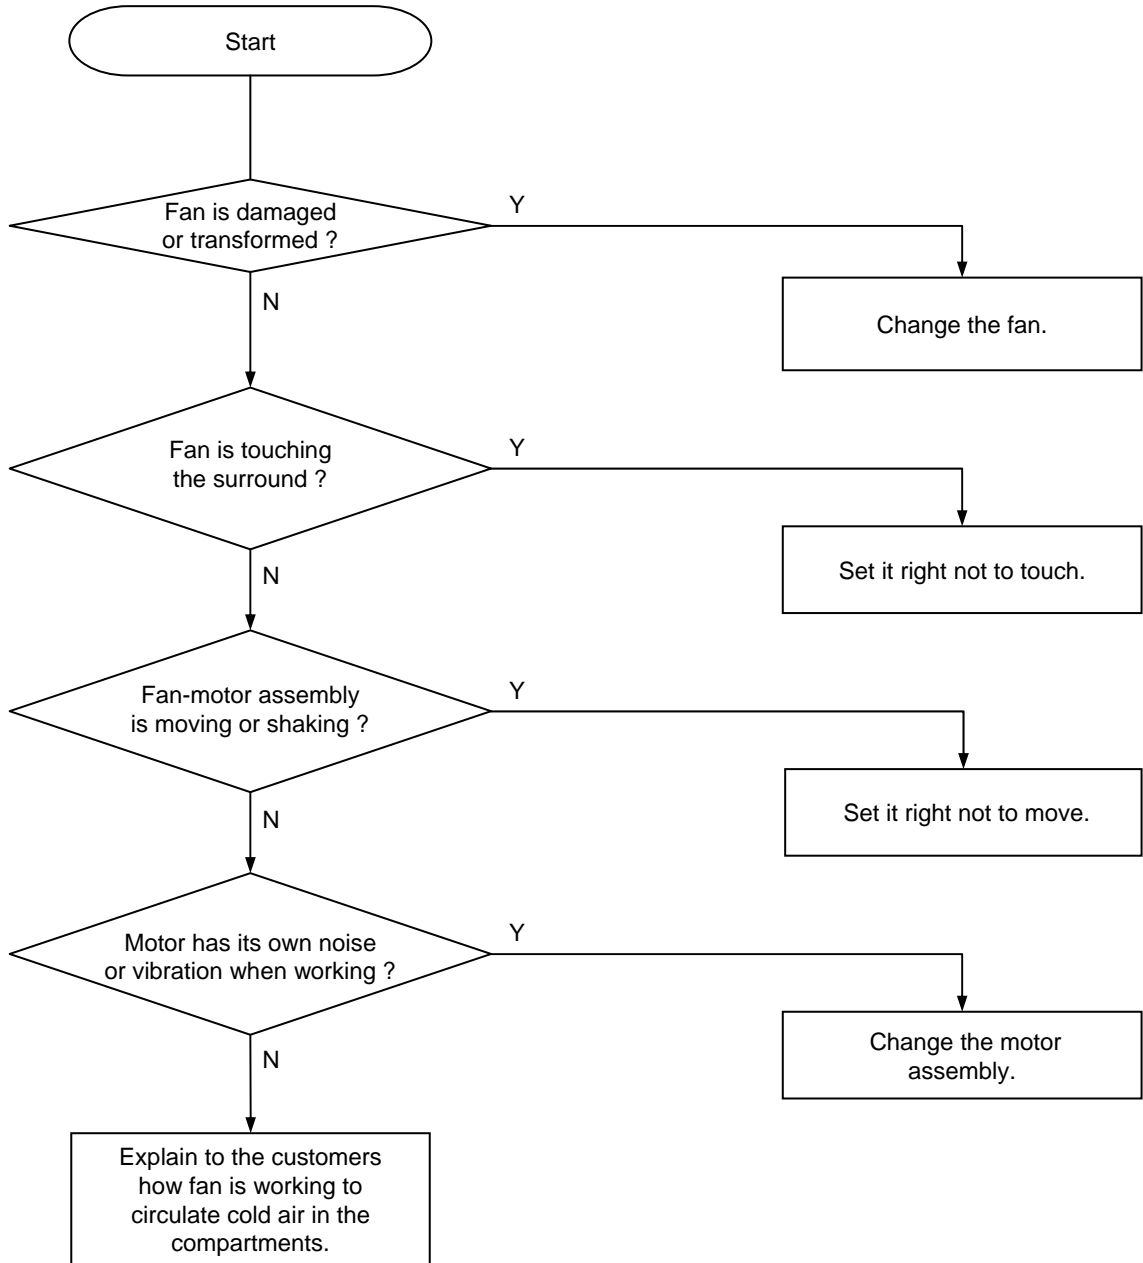 Start
Fan is damaged
or transformed ?
Y
N
Change the fan.
Fan is touching
the surround ?
Y
N
Set it right not to touch.
Fan-motor assembly
is moving or shaking ?
Y
N
Set it right not to move.
Motor has its own noise
or vibration when working ?
Y
N
Change the motor
assembly.
Explain to the customers
how fan is working to
circulate cold air in the
compartments.